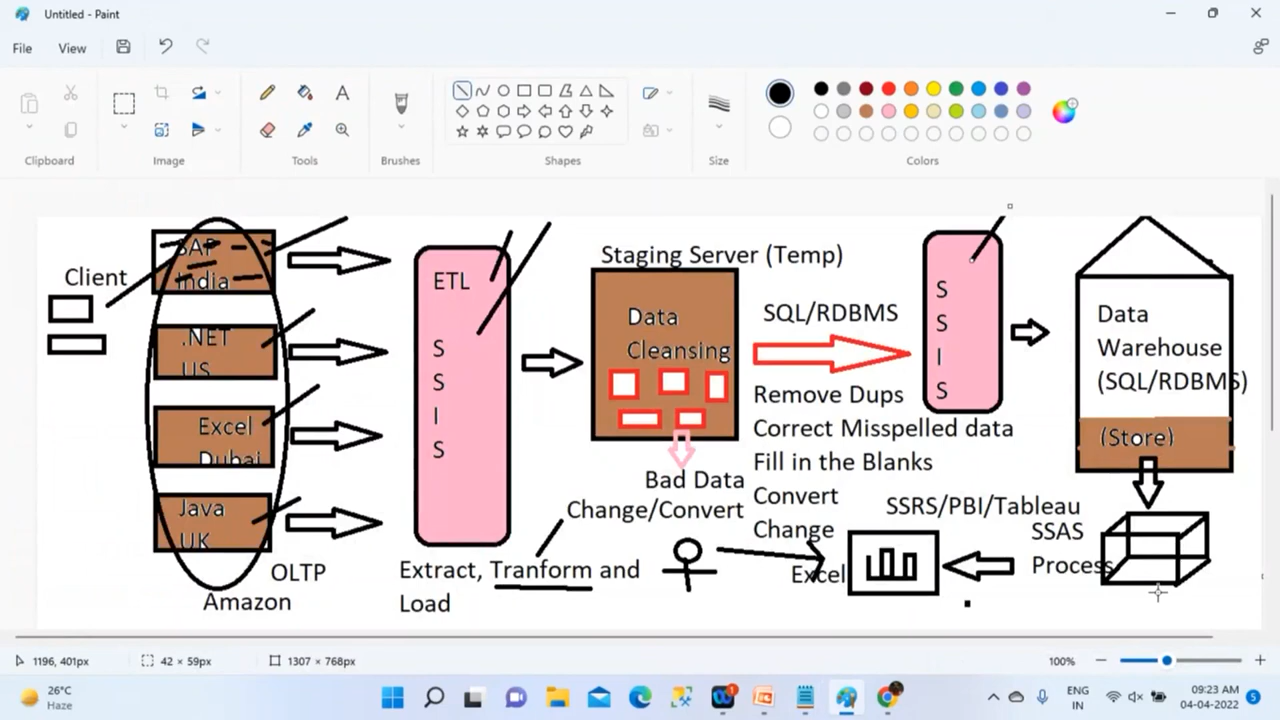 Untitled - Paint
File View
Clipboard
Image
Tools
Brushes
Shapes
Size
Colors
Client
SAP
India
.NET
US
Excel
Dubai
Java
UK
OLTP
Amazon
ETL
S
S
I
S
Extract, Tranform and
Load
Staging Server (Temp)
Data
Cleansing
Bad Data
Change/Convert
SQL/RDBMS
Remove Dups
Correct Misspelled data
Fill in the Blanks
Convert
Change
Excel
S
S
I
S
Data
Warehouse
(SQL/RDBMS)
(Store)
SSRS/PBI/Tableau
SSAS
Process
1196, 401px
42 × 59px
1307 × 768px
100%
26°C
Haze
ENG
IN
09:23 AM
04-04-2022
5